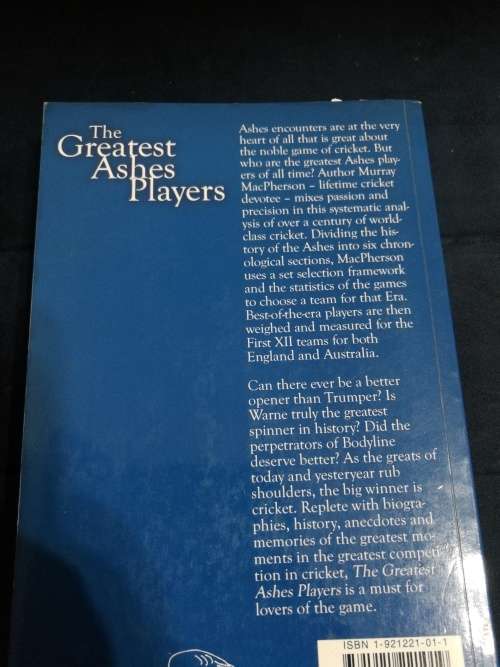 The
Greatest
Ashes
Players
Ashes encounters are at the very
heart of all that is great about
the noble game of cricket. But
who are the greatest Ashes play-
ers of all time? Author Murray
MacPherson – lifetime cricket
devotee – mixes passion and
precision in this systematic anal-
ysis of over a century of world-
class cricket. Dividing the his-
tory of the Ashes into six chron-
ological sections, MacPherson
uses a set selection framework
and the statistics of the games
to choose a team for that Era.
Best-of-the-era players are then
weighed and measured for the
First XII teams for both
England and Australia.
Can there ever be a better
opener than Trumper? Is
Warne truly the greatest
spinner in history? Did the
perpetrators of Bodyline
deserve better? As the greats of
today and yesteryear rub
shoulders, the big winner is
cricket. Replete with biogra-
phies, history, anecdotes and
memories of the greatest mo-
ments in the greatest competi-
tion in cricket, The Greatest
Ashes Players is a must for
lovers of the game.
ISBN 1-921221-01-1